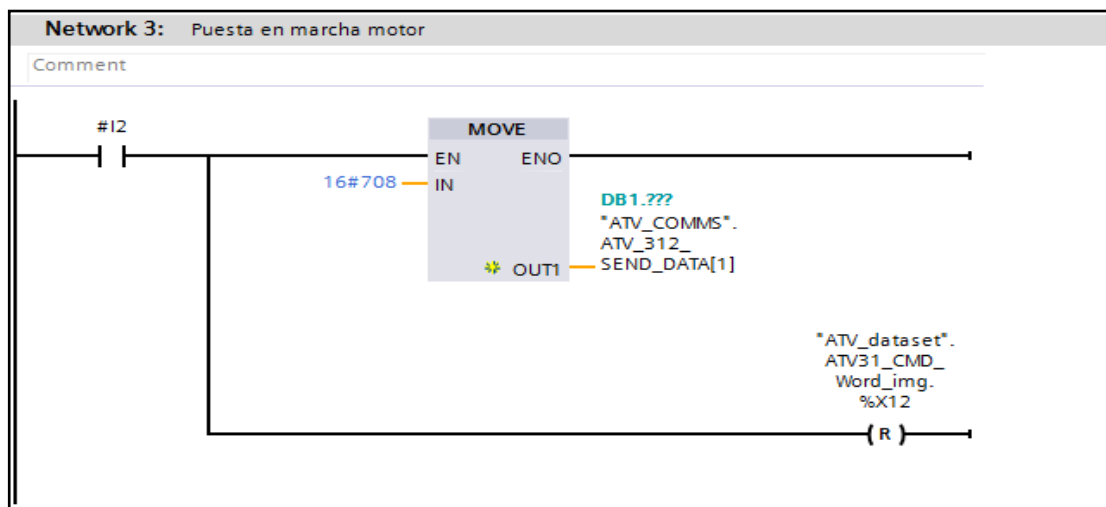 Network 3: Puesta en marcha motor
Comment
#I2
MOVE
EN ENO
16#708 IN
DB1.???
"ATV_COMMS".
ATV_312_
OUT1 SEND_DATA[1]
"ATV_dataset".
ATV31_CMD_
Word_img.
%X12
R